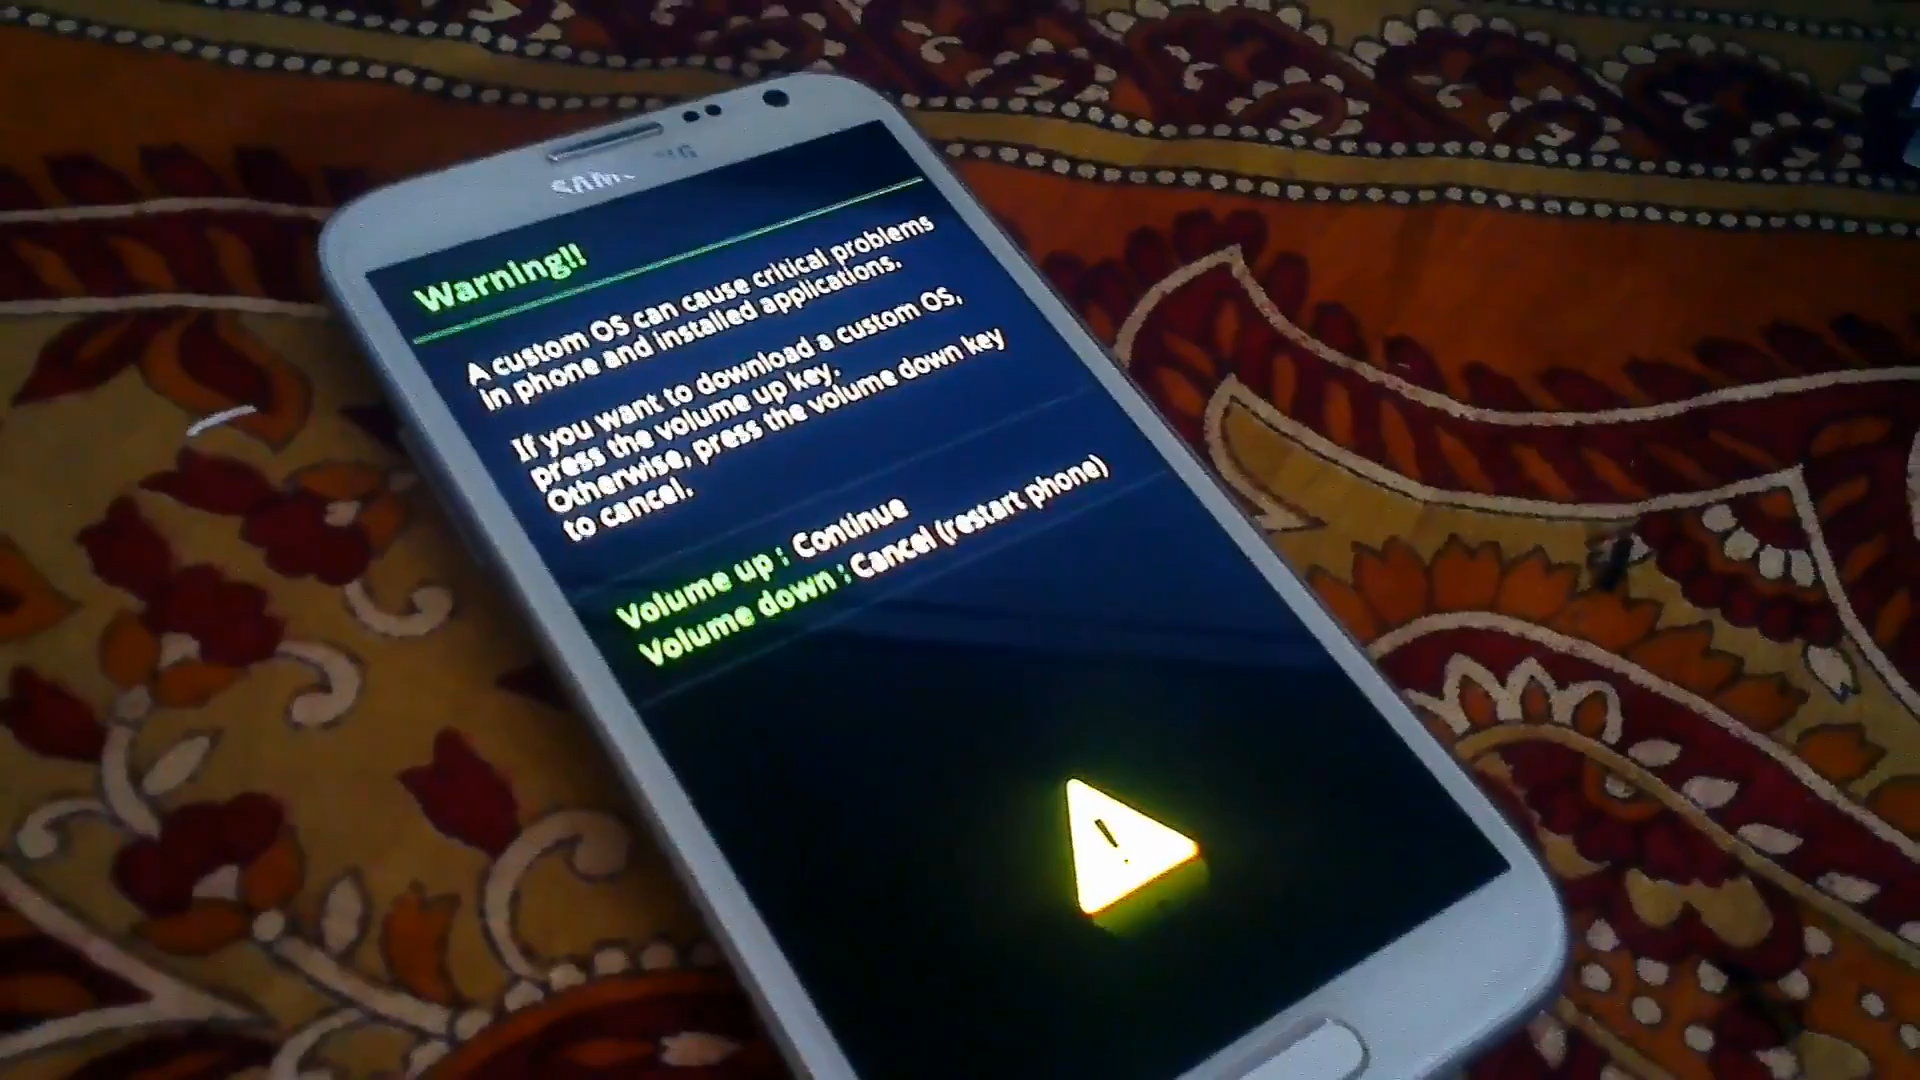 Warning!!
A custom OS can cause critical problems
in phone and installed applications.
If you want to download a custom OS,
press the volume up key.
Otherwise, press the volume down key
to cancel.
Volume up : Continue
Volume down : Cancel (restart phone)